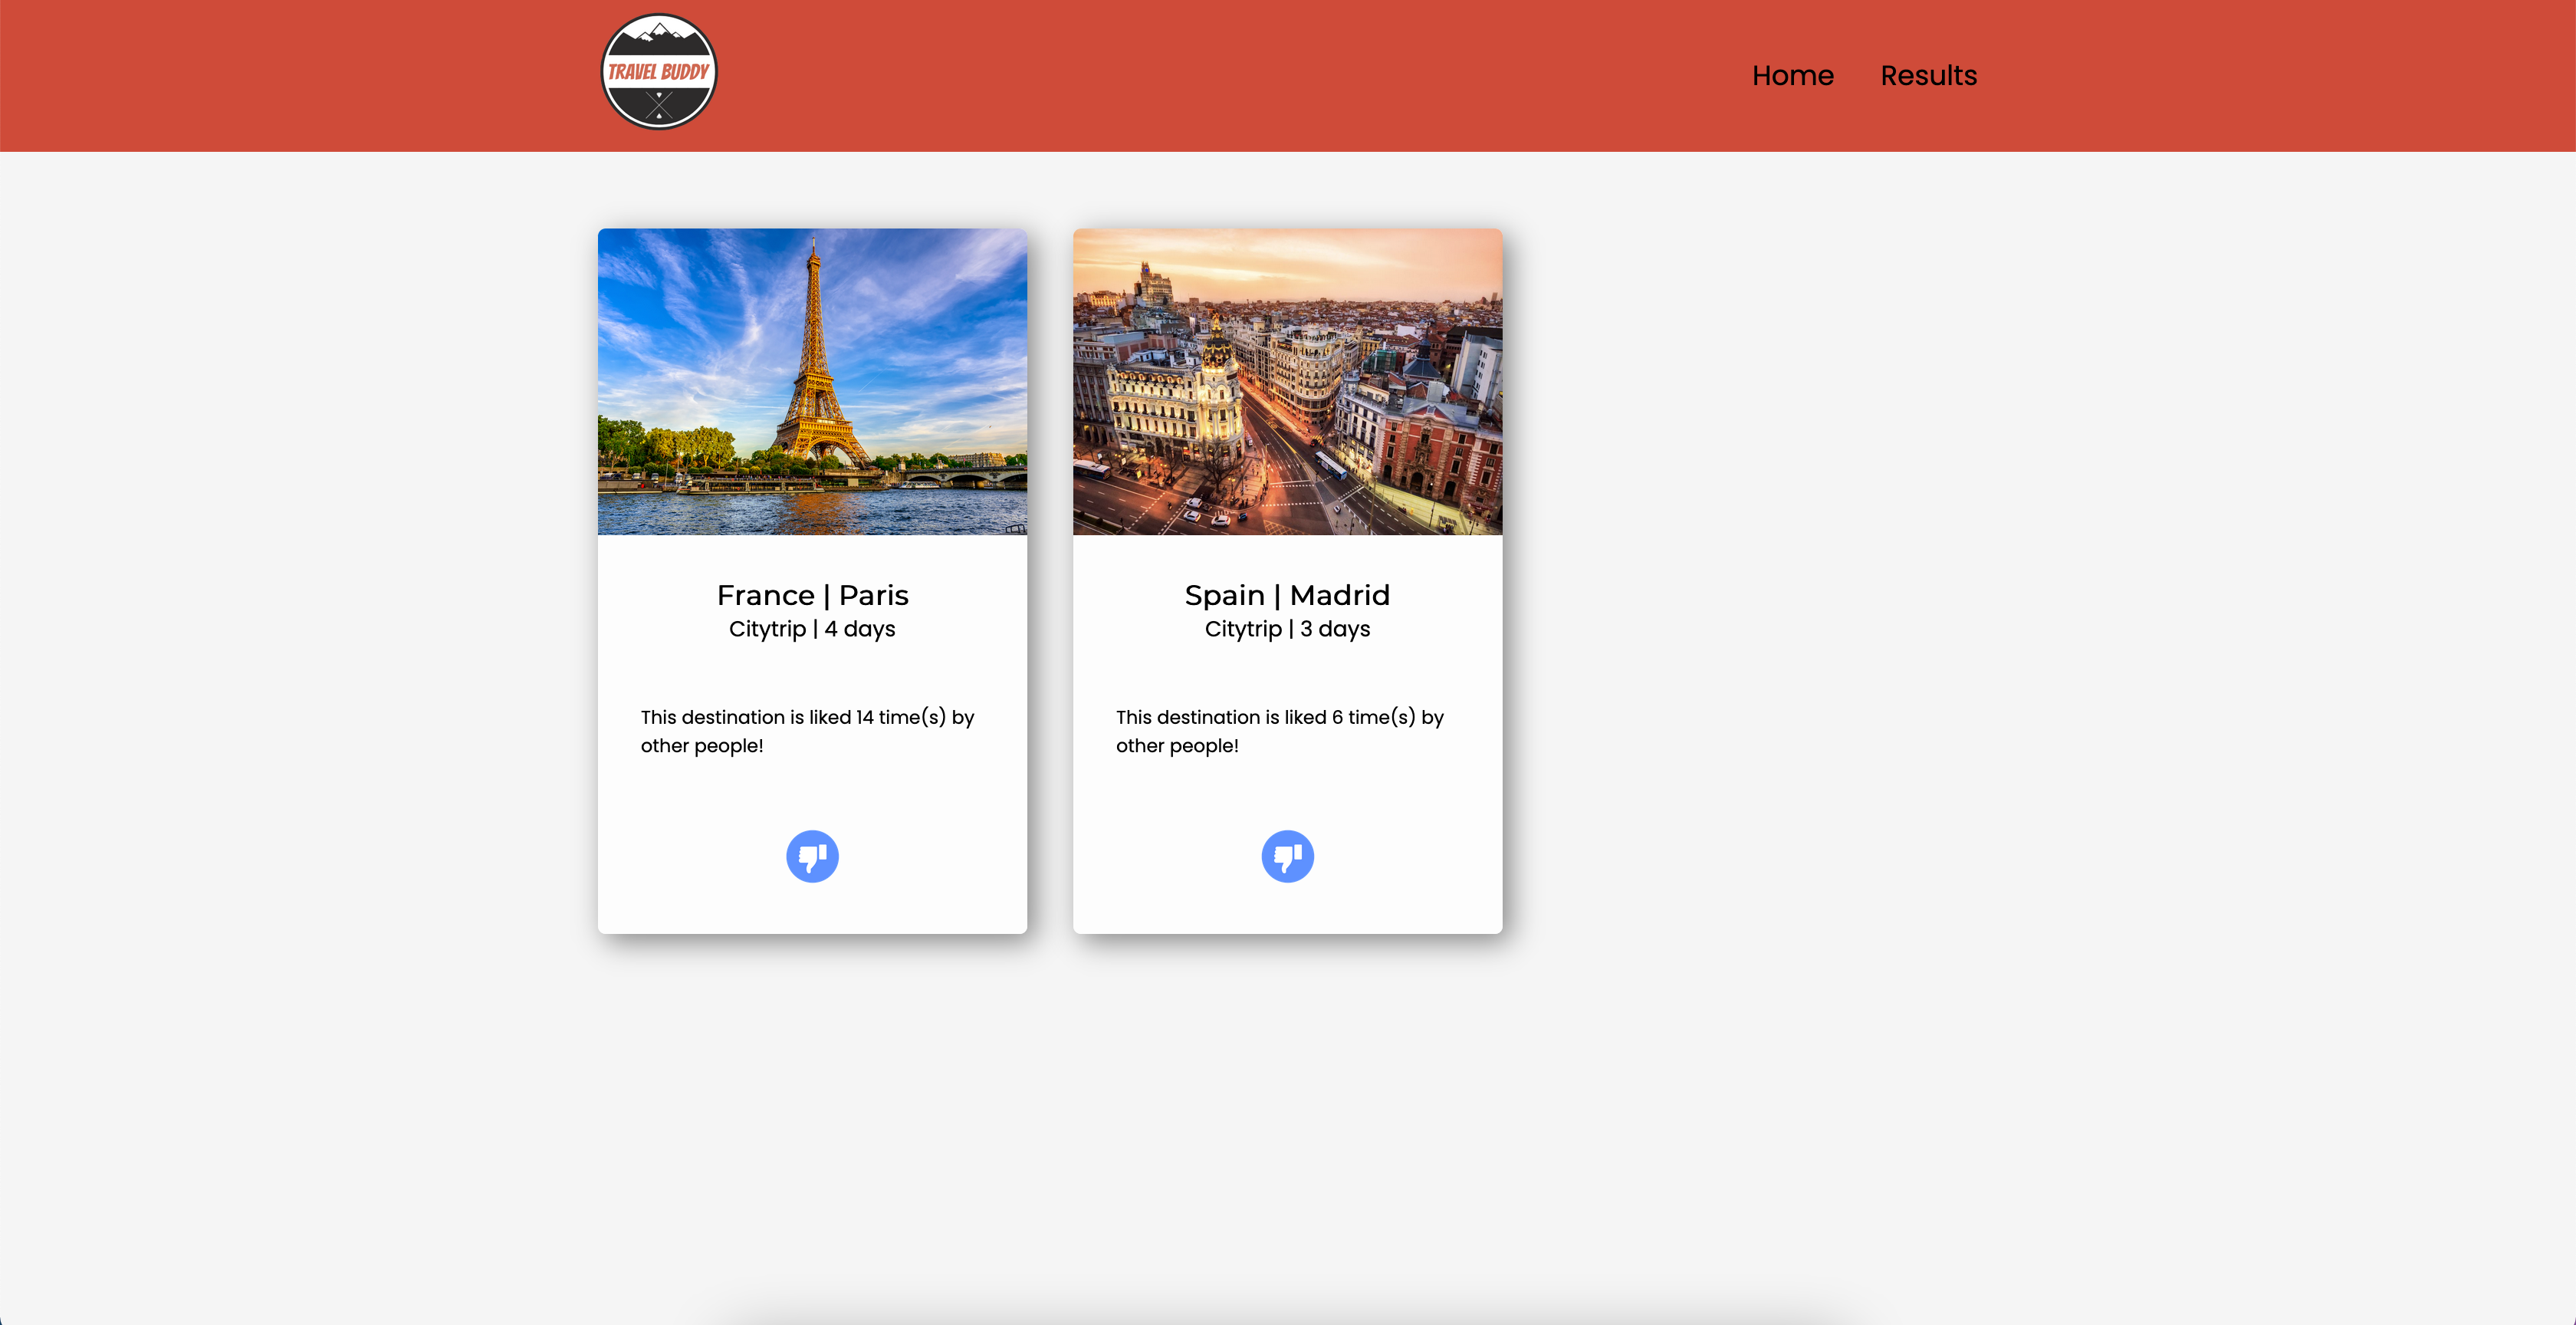 TRAVEL BUDDY
Home
Results
France | Paris
Citytrip | 4 days
This destination is liked 14 time(s) by
other people!
Spain | Madrid
Citytrip | 3 days
This destination is liked 6 time(s) by
other people!